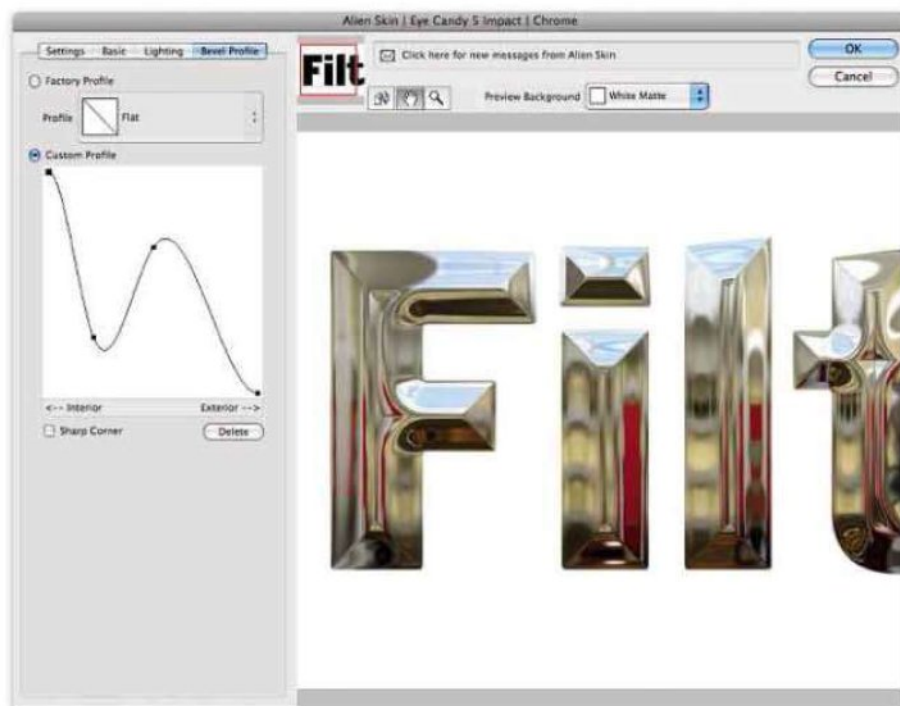 Alien Skin | Eye Candy 5 Impact | Chrome
Settings Basic Lighting Bevel Profile
Factory Profile
Profile Flat
Custom Profile
<-- Interior Exterior -->
Sharp Corner Delete
Filt
Click here for new messages from Alien Skin
Preview Background White Matte
OK
Cancel
Filt